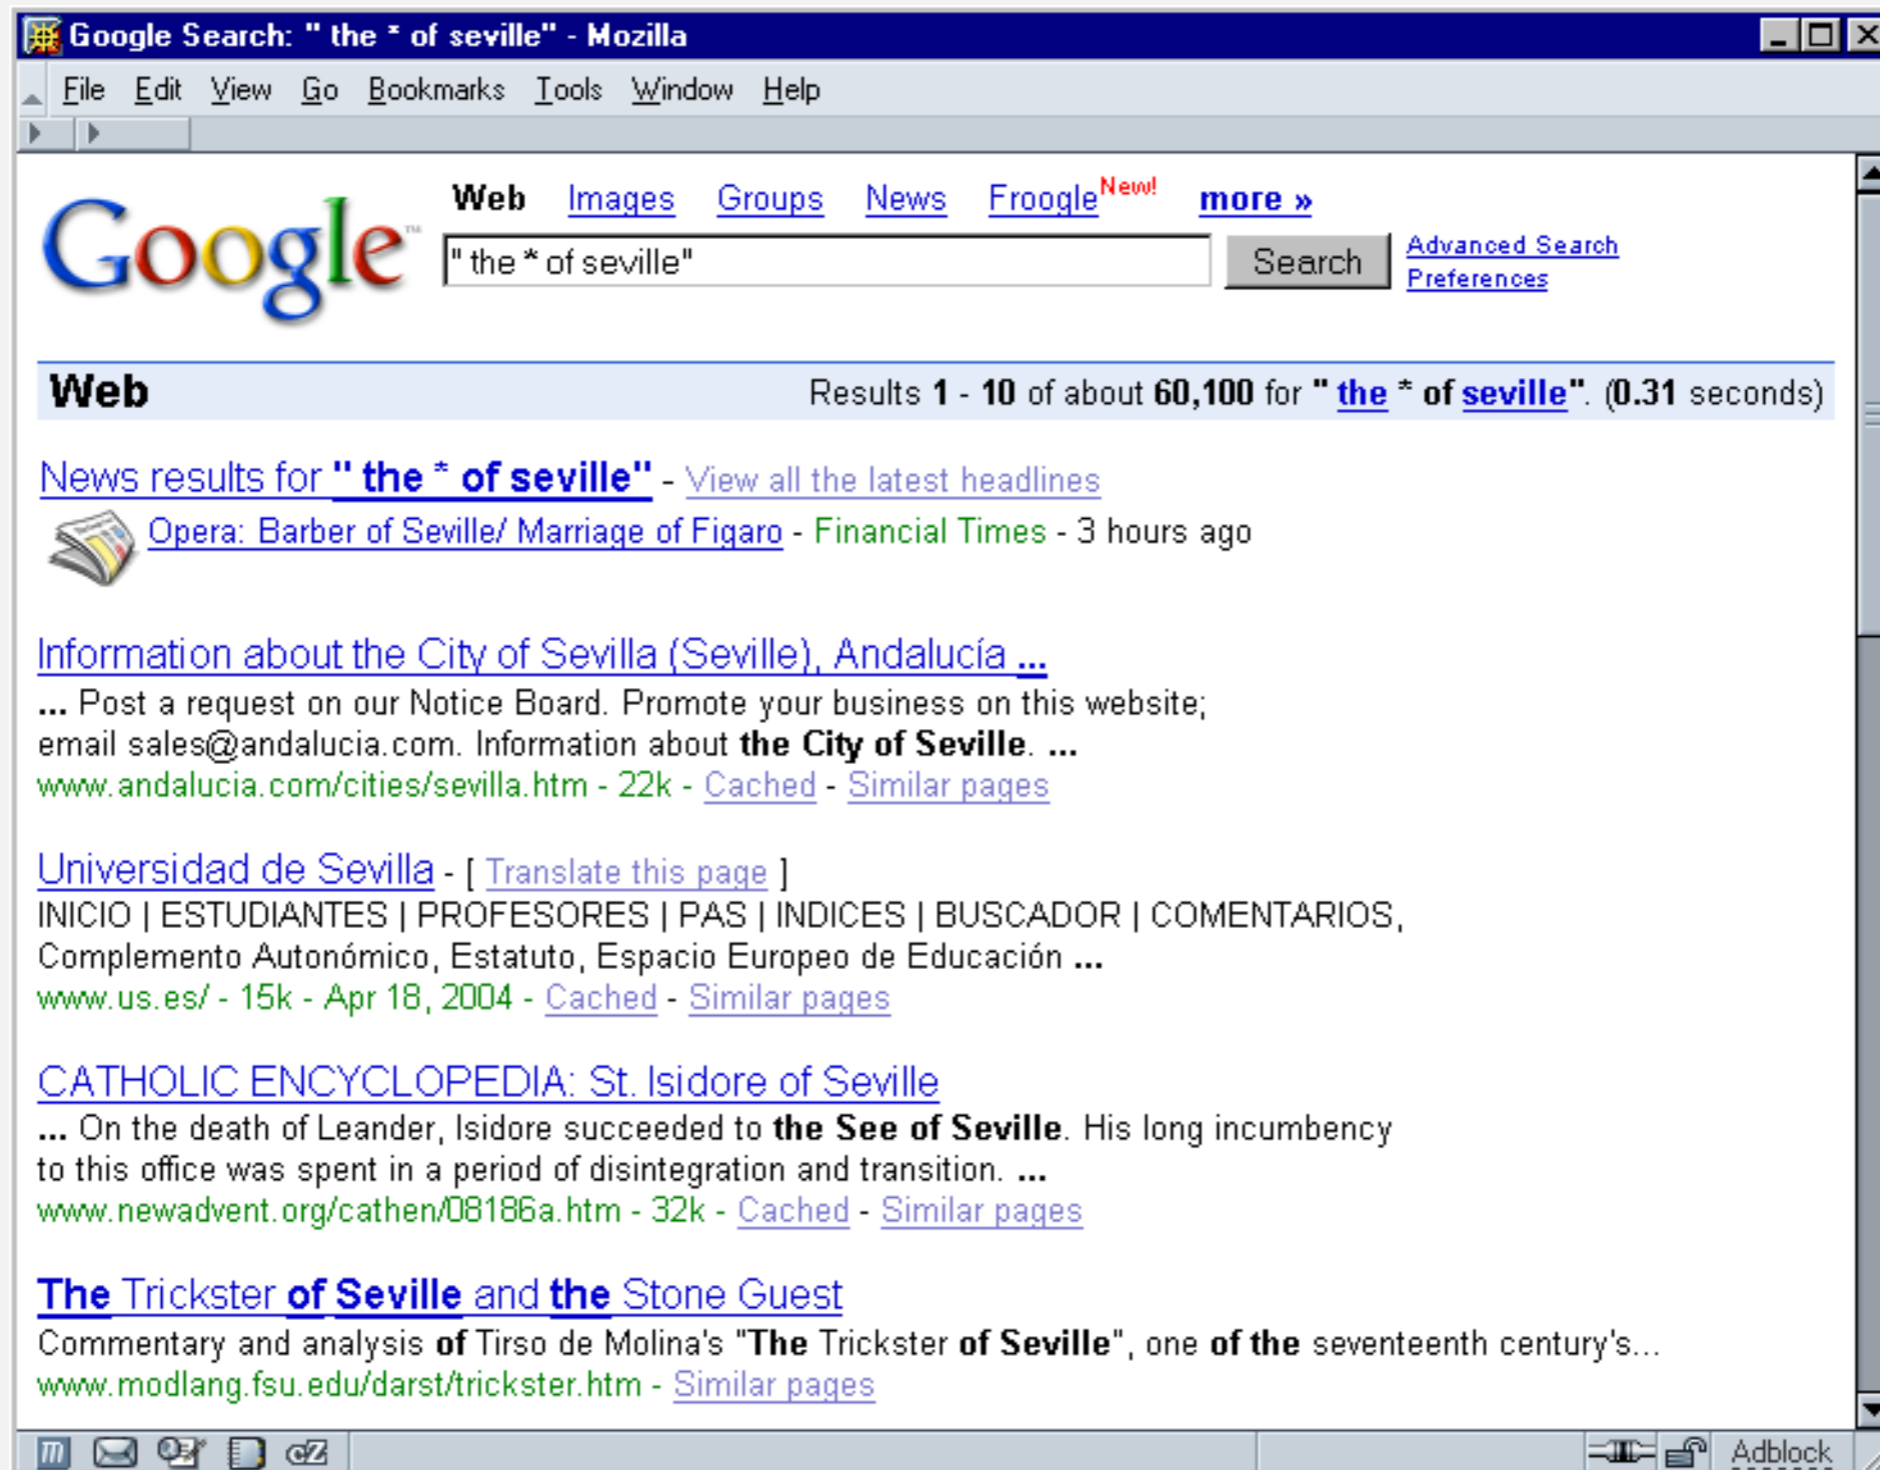 Google Search: " the * of seville" - Mozilla
File Edit View Go Bookmarks Tools Window Help
Web Images Groups News Froogle New! more »
Google™
" the * of seville" Search Advanced Search
Preferences
Web Results 1 - 10 of about 60,100 for " the * of seville". (0.31 seconds)
News results for " the * of seville" - View all the latest headlines
Opera: Barber of Seville/ Marriage of Figaro - Financial Times - 3 hours ago
Information about the City of Sevilla (Seville), Andalucía ...
... Post a request on our Notice Board. Promote your business on this website;
email sales@andalucia.com. Information about the City of Seville. ...
www.andalucia.com/cities/sevilla.htm - 22k - Cached - Similar pages
Universidad de Sevilla - [ Translate this page ]
INICIO | ESTUDIANTES | PROFESORES | PAS | INDICES | BUSCADOR | COMENTARIOS,
Complemento Autonómico, Estatuto, Espacio Europeo de Educación ...
www.us.es/ - 15k - Apr 18, 2004 - Cached - Similar pages
CATHOLIC ENCYCLOPEDIA: St. Isidore of Seville
... On the death of Leander, Isidore succeeded to the See of Seville. His long incumbency
to this office was spent in a period of disintegration and transition. ...
www.newadvent.org/cathen/08186a.htm - 32k - Cached - Similar pages
The Trickster of Seville and the Stone Guest
Commentary and analysis of Tirso de Molina's "The Trickster of Seville", one of the seventeenth century's...
www.modlang.fsu.edu/darst/trickster.htm - Similar pages
m cZ Adblock